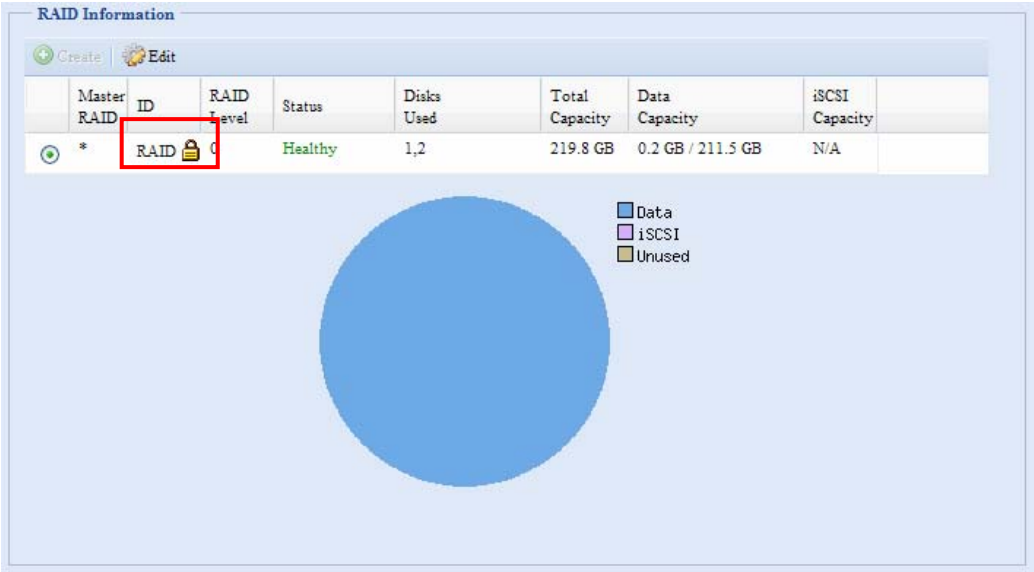 RAID Information
Create Edit
Master RAID ID RAID Level Status Disks Used Total Capacity Data Capacity iSCSI Capacity
* RAID 0 Healthy 1,2 219.8 GB 0.2 GB / 211.5 GB N/A
Data
iSCSI
Unused